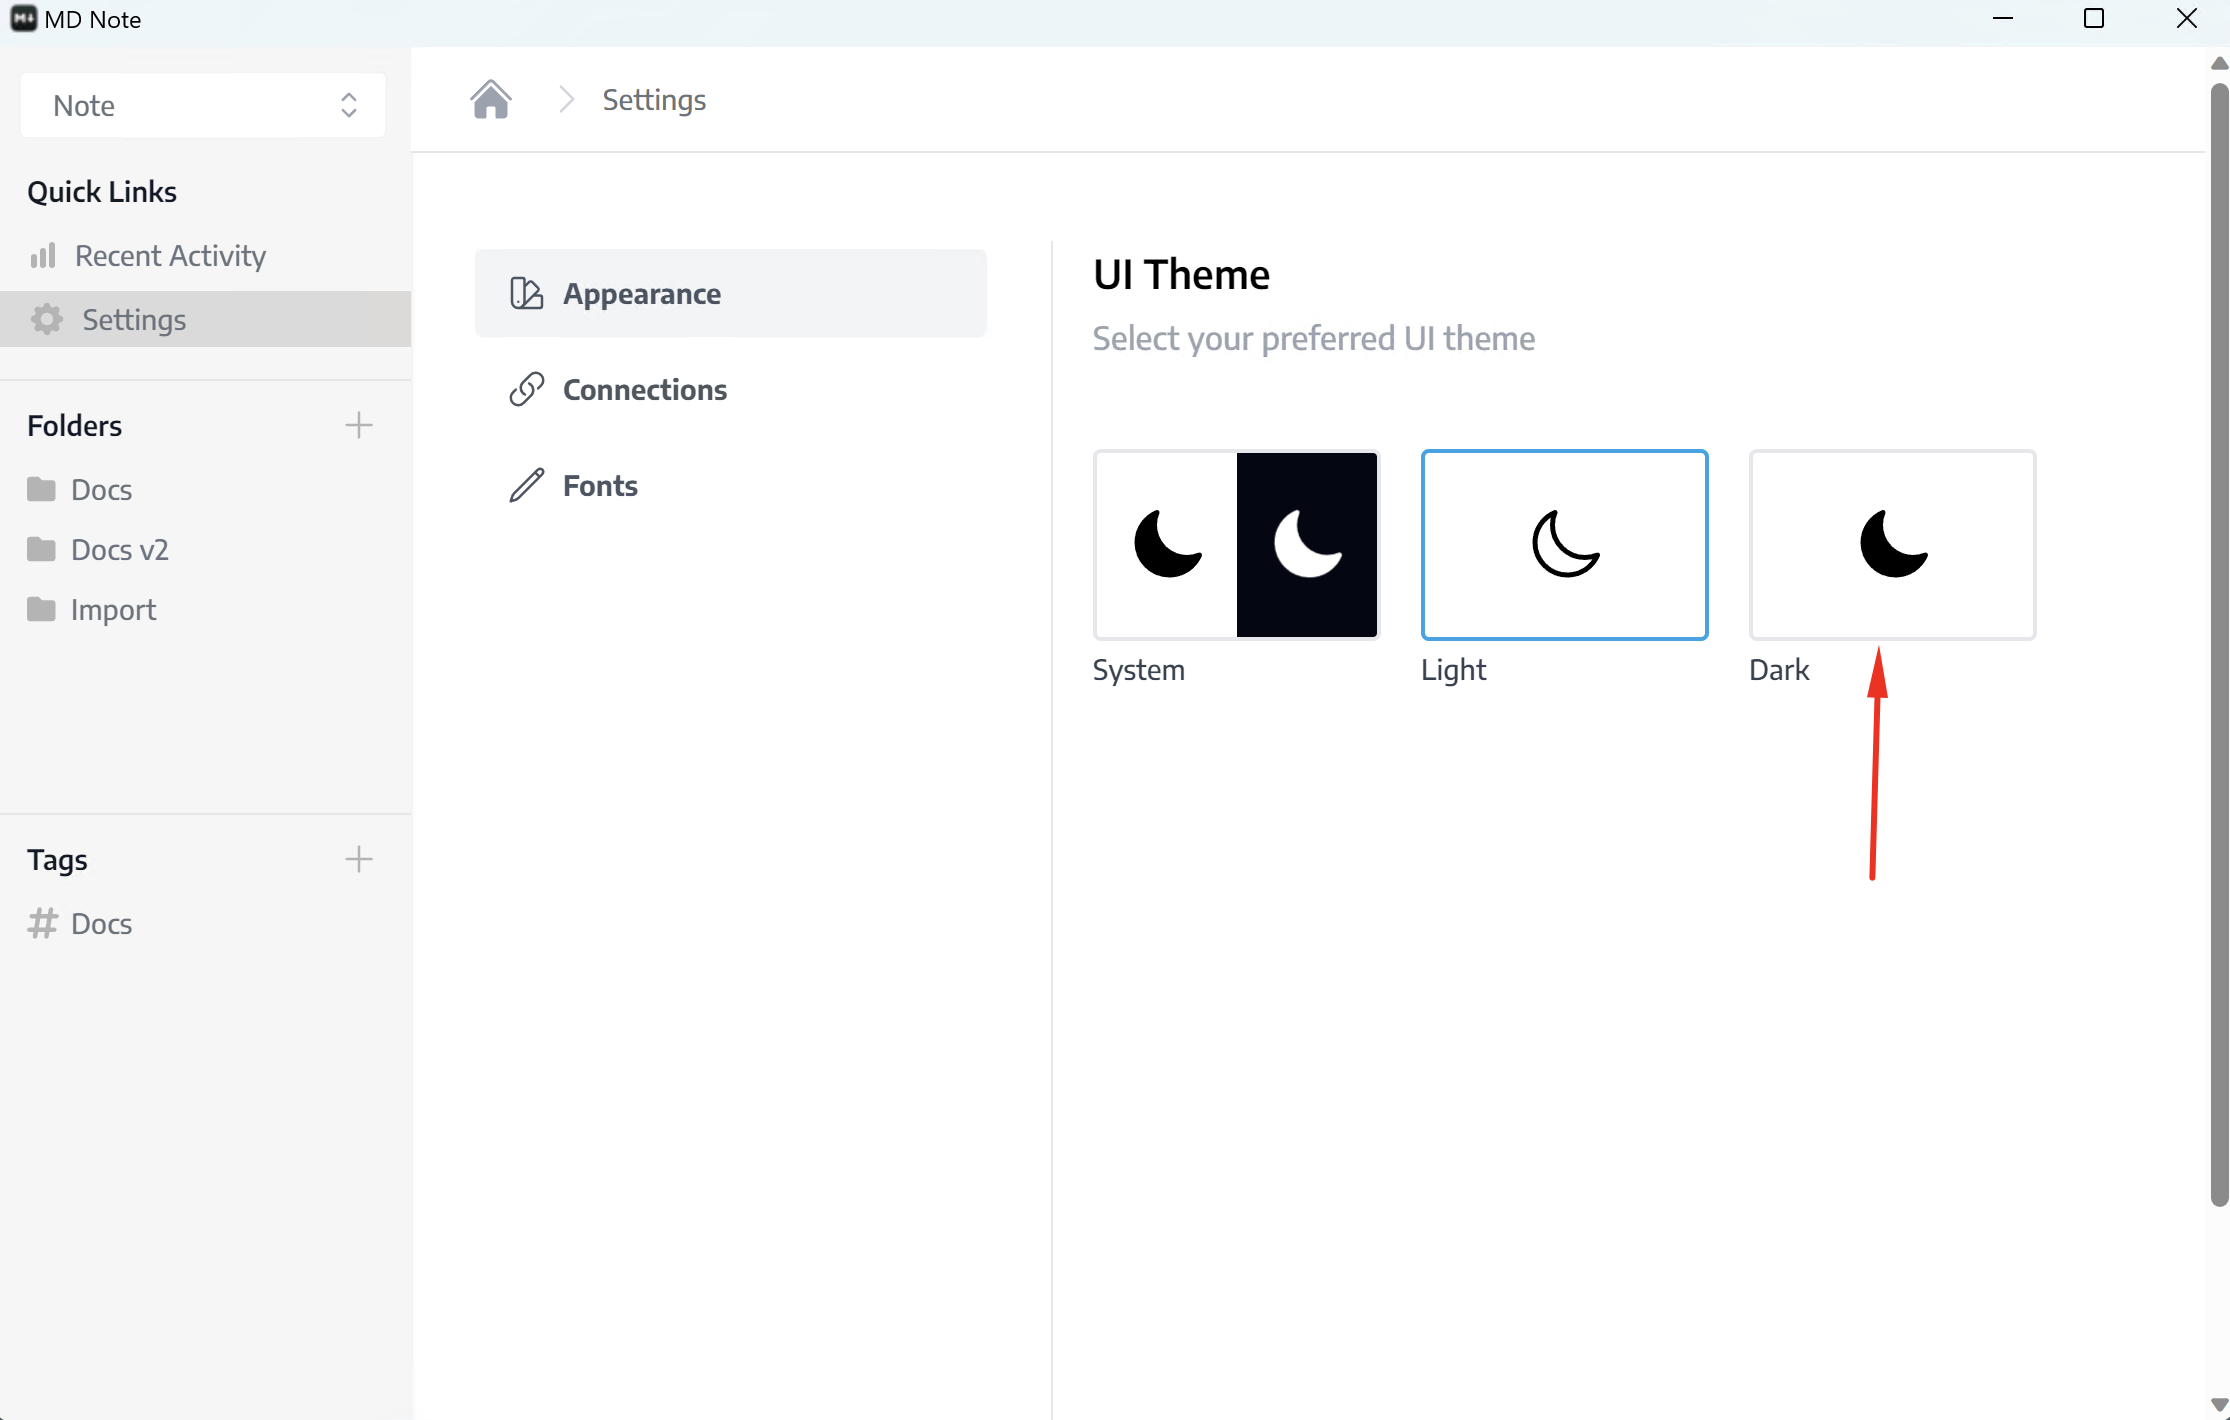 MD Note
Note
Quick Links
Recent Activity
Settings
Folders
Docs
Docs v2
Import
Tags
Docs
Settings
Appearance
Connections
Fonts
UI Theme
Select your preferred UI theme
System
Light
Dark